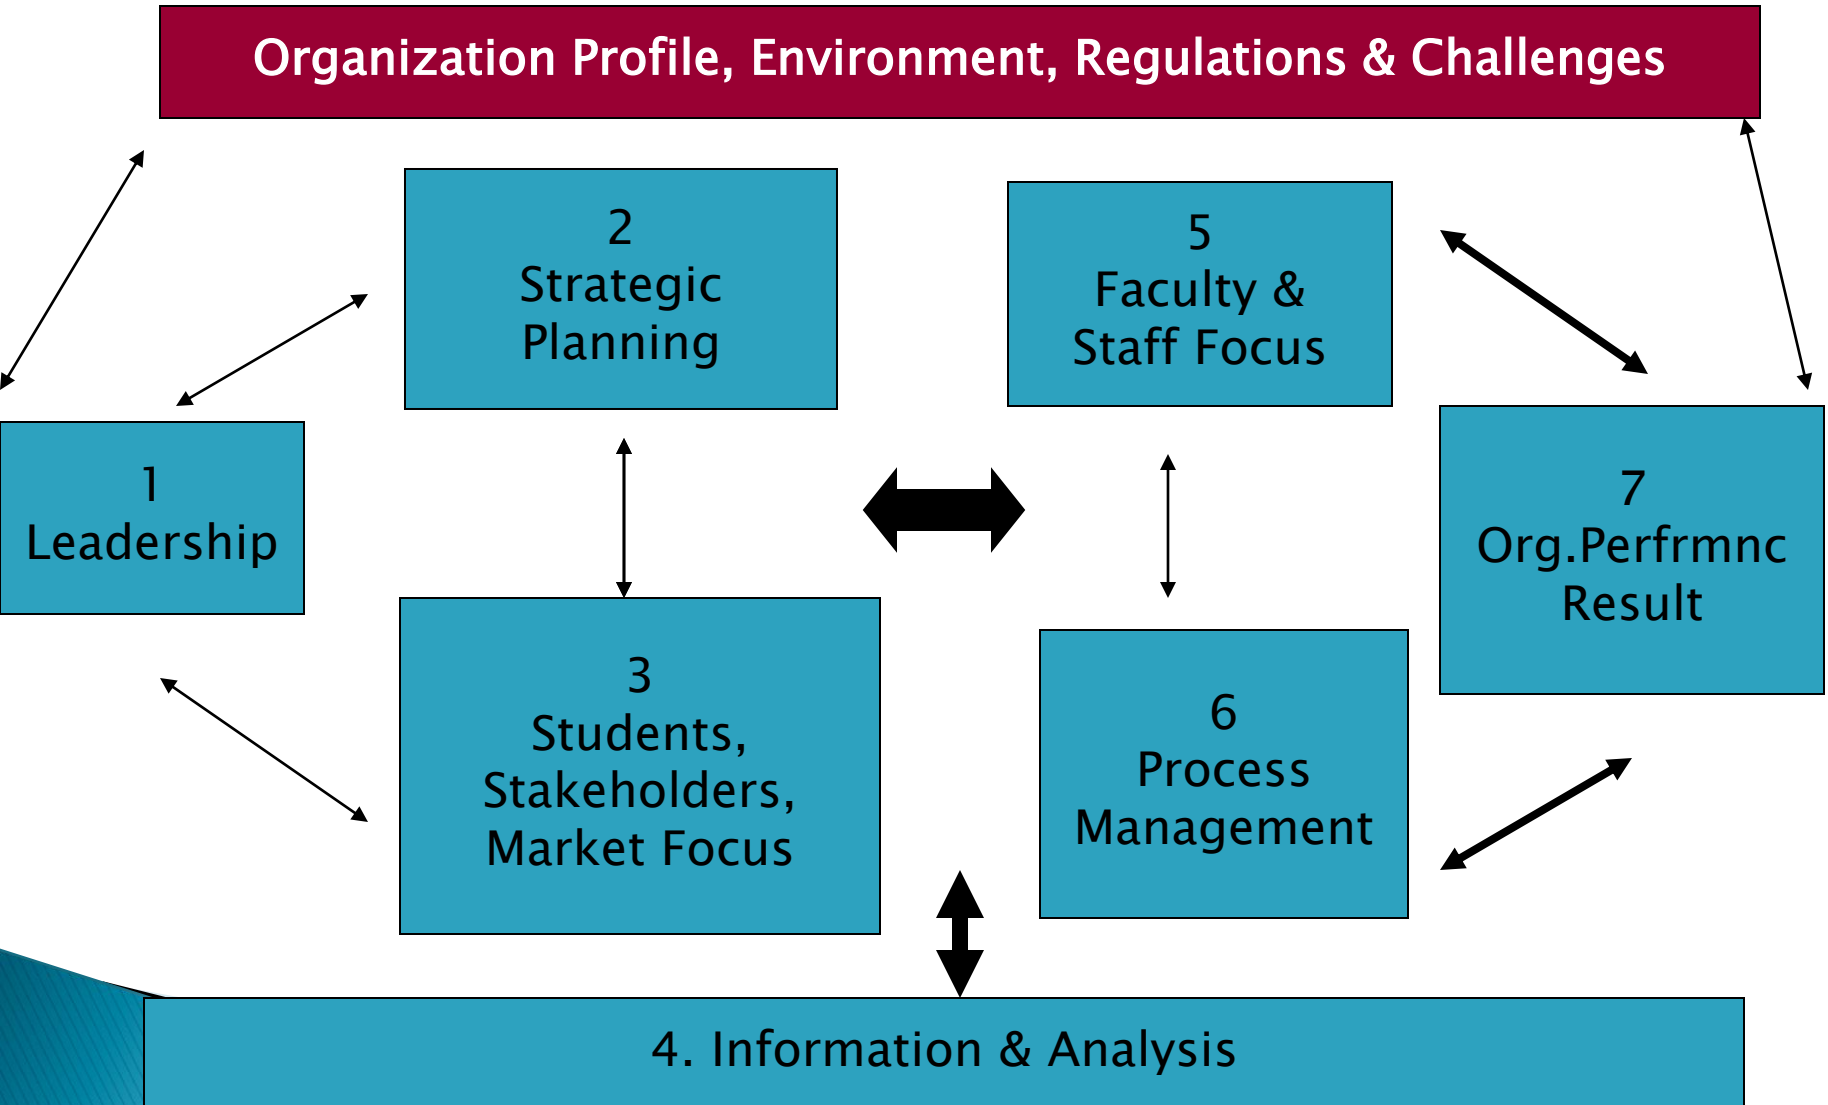 Organization Profile, Environment, Regulations & Challenges
2
Strategic
Planning
5
Faculty &
Staff Focus
1
Leadership
7
Org.Perfrmnc
Result
3
Students,
Stakeholders,
Market Focus
6
Process
Management
4. Information & Analysis